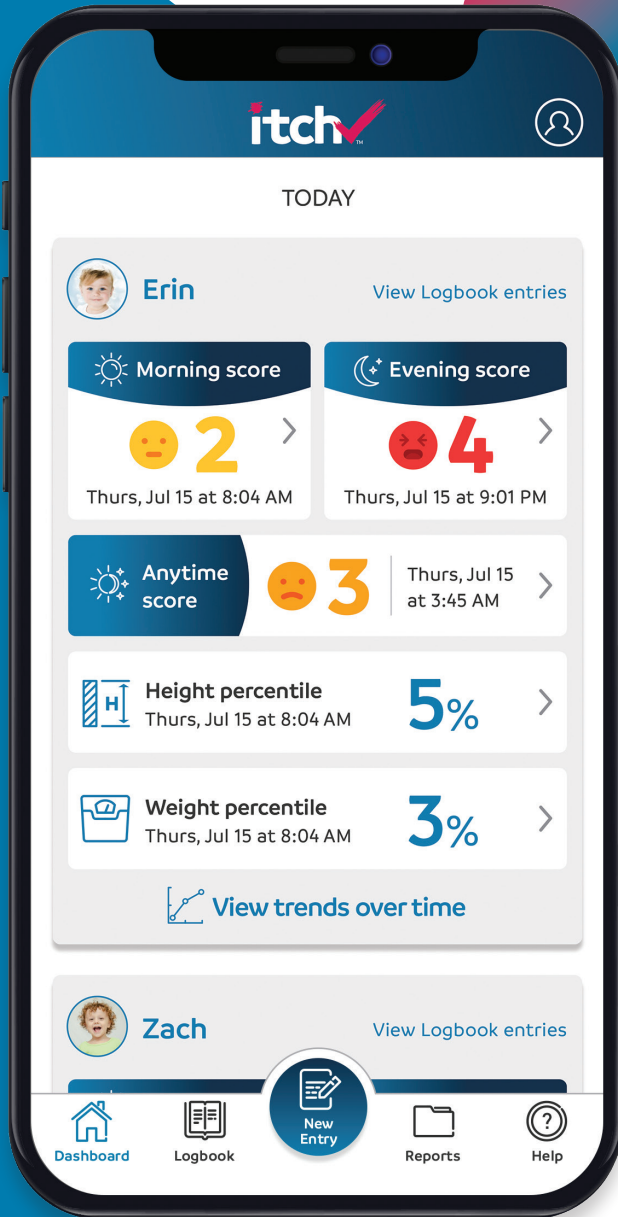 itch
TM
TODAY
Erin
View Logbook entries
Morning score
2
Thurs, Jul 15 at 8:04 AM
Evening score
4
Thurs, Jul 15 at 9:01 PM
Anytime
score
3
Thurs, Jul 15
at 3:45 AM
H
Height percentile
Thurs, Jul 15 at 8:04 AM
5%
Weight percentile
Thurs, Jul 15 at 8:04 AM
3%
View trends over time
Zach
View Logbook entries
Dashboard
Logbook
New
Entry
Reports
?
Help